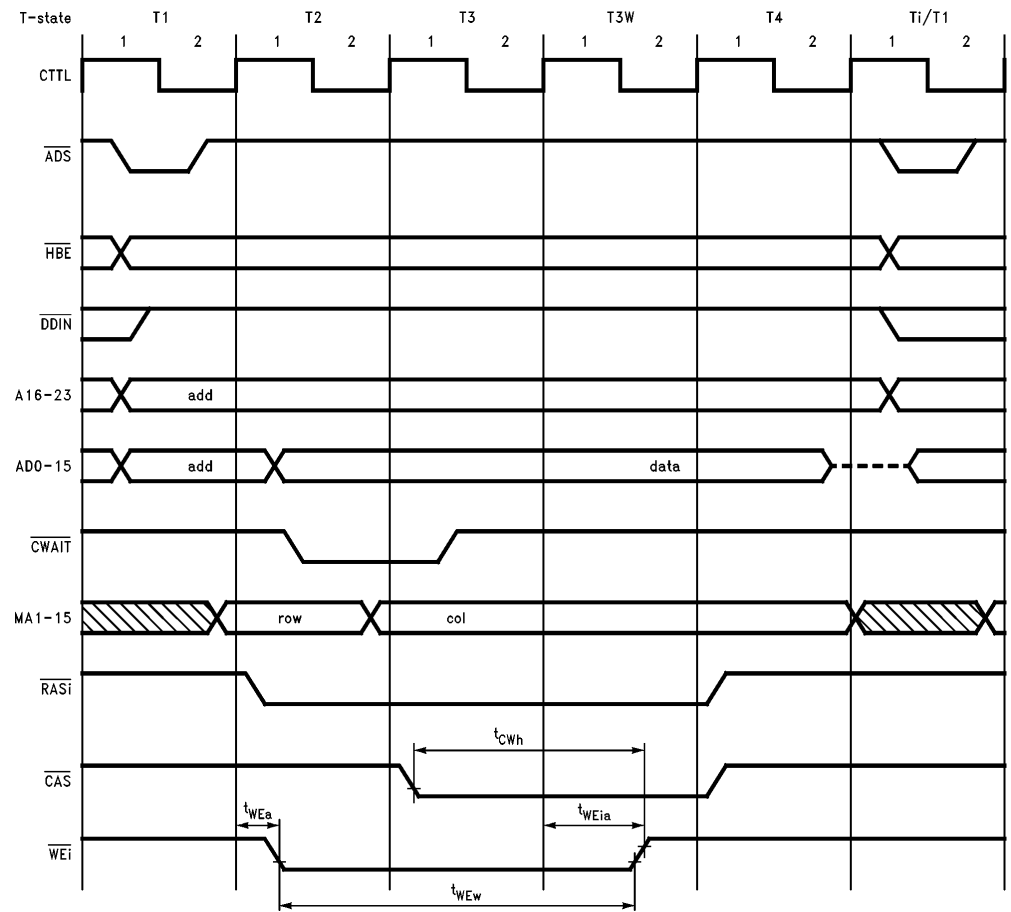 T-state T1 T2 T3 T3W T4 Ti/T1
1 2 1 2 1 2 1 2 1 2 1 2
CTTL
ADS
HBE
DDIN
A16-23 add
AD0-15 add data
CWAIT
MA1-15 row col
RASi
tCWh
CAS
tWEa tWEia
WEi
tWEw